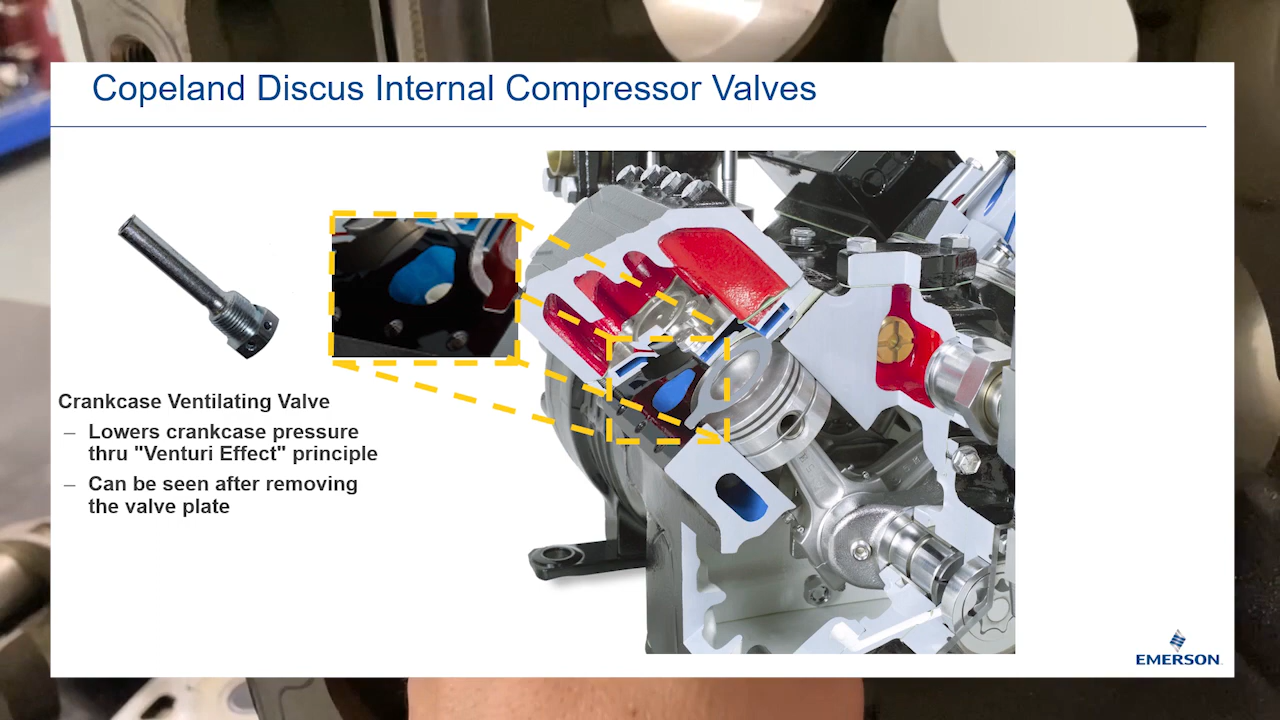 Copeland Discus Internal Compressor Valves
Crankcase Ventilating Valve
– Lowers crankcase pressure
thru "Venturi Effect" principle
– Can be seen after removing
the valve plate
EMERSON